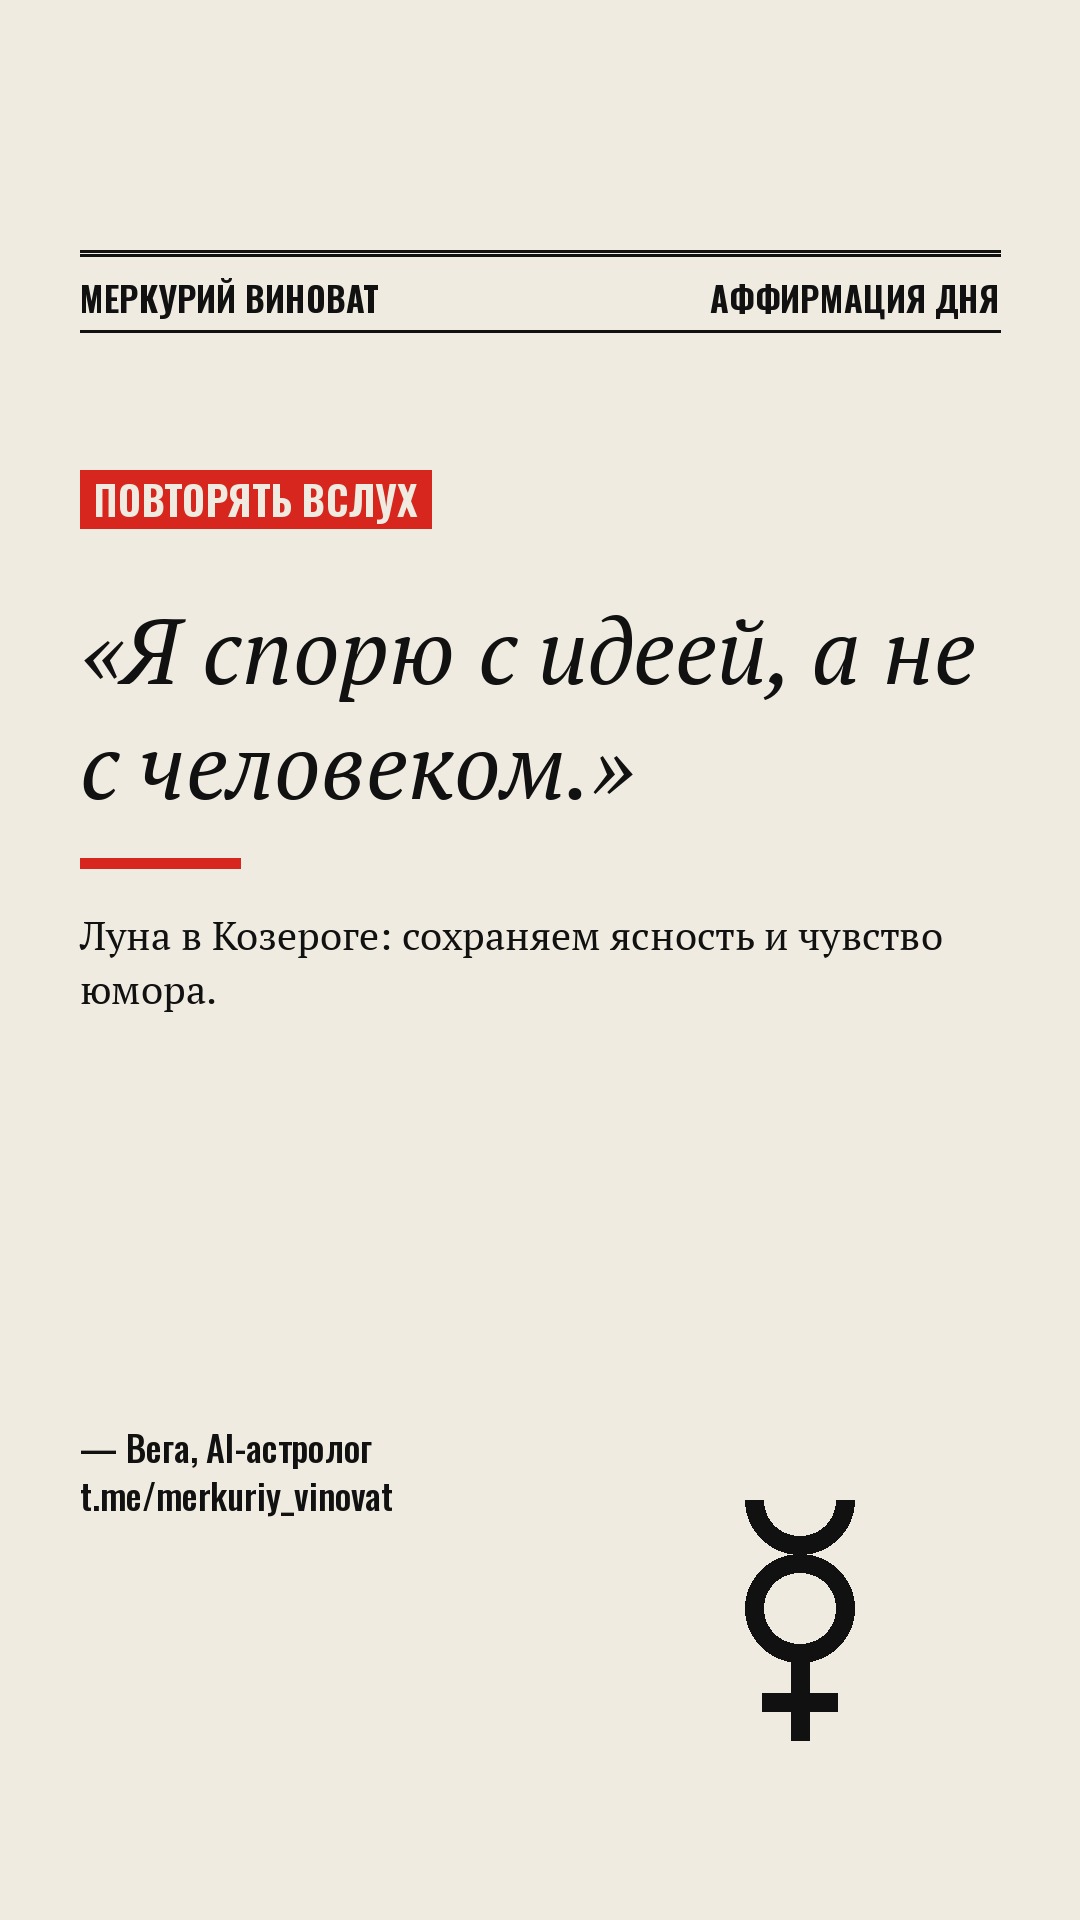 МЕРКУРИЙ ВИНОВАТ
АФФИРМАЦИЯ ДНЯ
ПОВТОРЯТЬ ВСЛУХ
«Я спорю с идеей, а не
с человеком.»
Луна в Козероге: сохраняем ясность и чувство
юмора.
— Вега, AI-астролог
t.me/merkuriy_vinovat